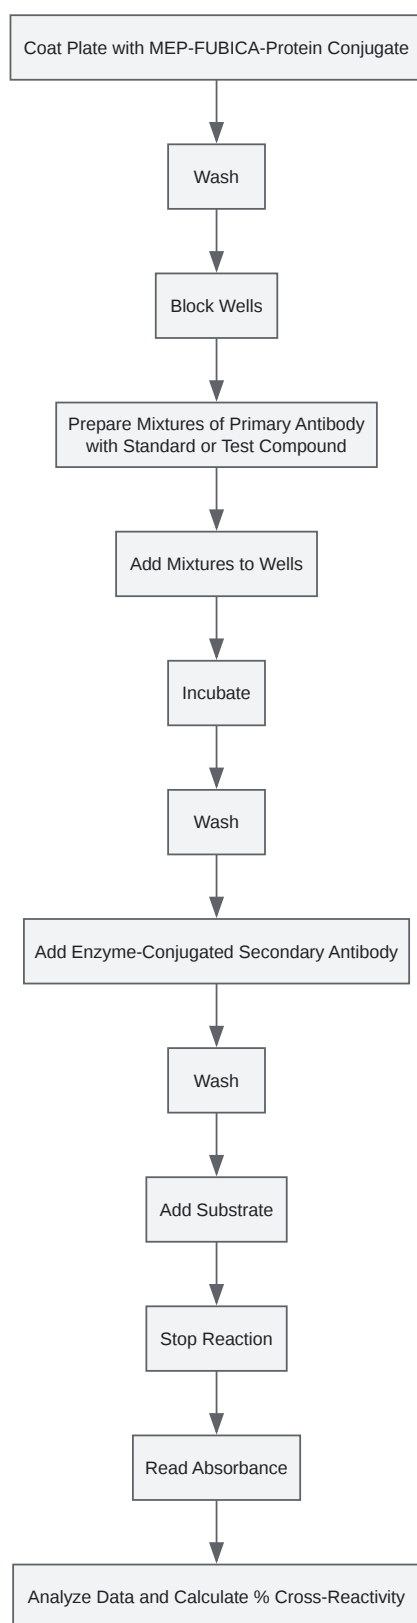 Coat Plate with MEP-FUBICA-Protein Conjugate
Wash
Block Wells
Prepare Mixtures of Primary Antibody
with Standard or Test Compound
Add Mixtures to Wells
Incubate
Wash
Add Enzyme-Conjugated Secondary Antibody
Wash
Add Substrate
Stop Reaction
Read Absorbance
Analyze Data and Calculate % Cross-Reactivity